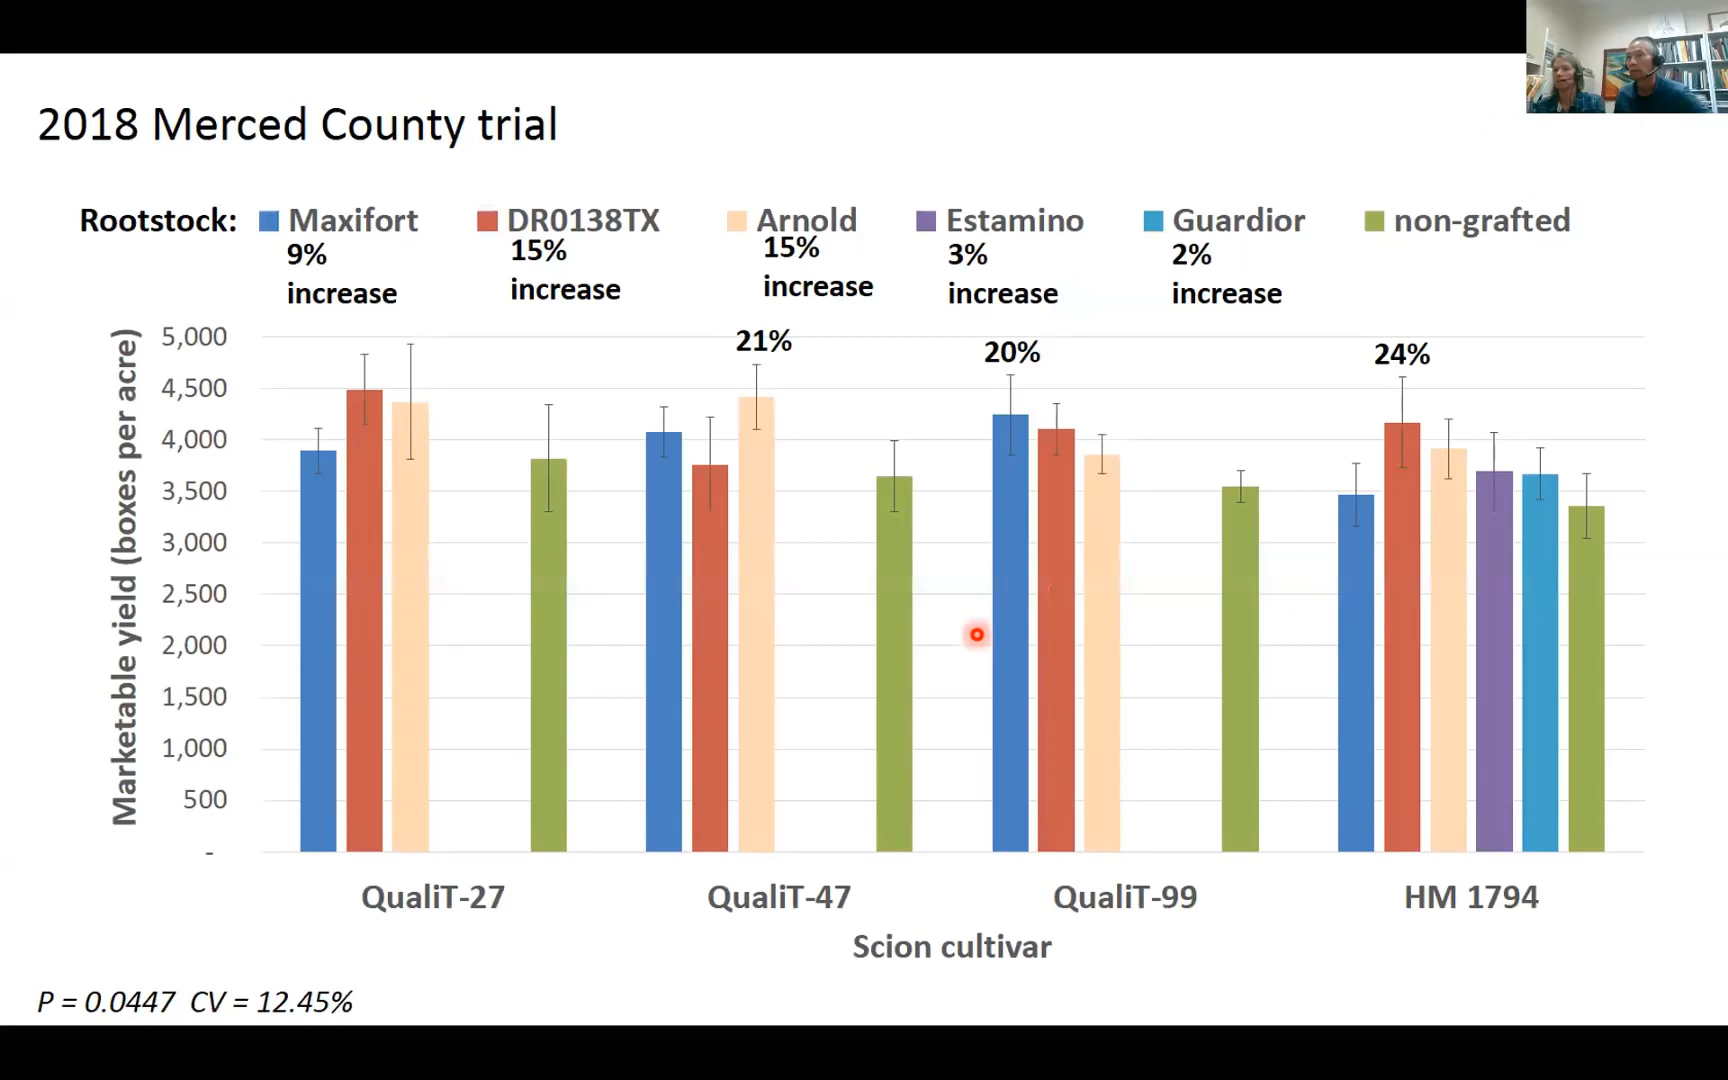 2018 Merced County trial
Rootstock: Maxifort DR0138TX Arnold Estamino Guardior non-grafted
9% increase
15% increase
15% increase
3% increase
2% increase
Marketable yield (boxes per acre)
5,000
4,500
4,000
3,500
3,000
2,500
2,000
1,500
1,000
500
-
21%
20%
24%
QualiT-27 QualiT-47 QualiT-99 HM 1794
Scion cultivar
P = 0.0447 CV = 12.45%